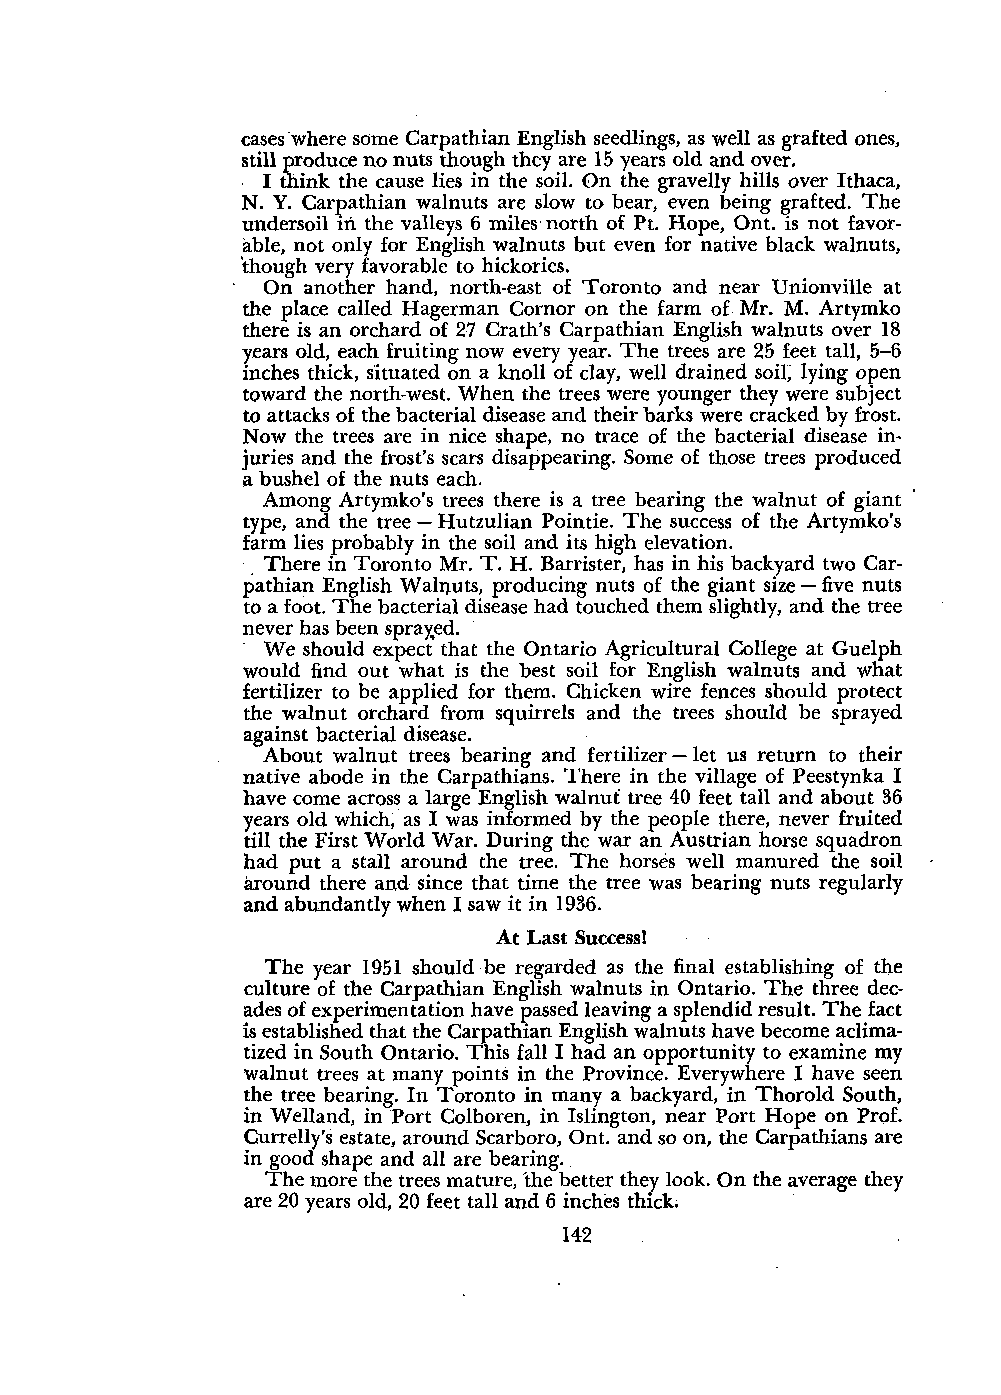 cases where some Carpathian English seedlings, as well as grafted ones,
still produce no nuts though they are 15 years old and over.
I think the cause lies in the soil. On the gravelly hills over Ithaca,
N. Y. Carpathian walnuts are slow to bear, even being grafted. The
undersoil in the valleys 6 miles north of Pt. Hope, Ont. is not favor-
able, not only for English walnuts but even for native black walnuts,
though very favorable to hickories.
On another hand, north-east of Toronto and near Unionville at
the place called Hagerman Cornor on the farm of Mr. M. Artymko
there is an orchard of 27 Crath's Carpathian English walnuts over 18
years old, each fruiting now every year. The trees are 25 feet tall, 5–6
inches thick, situated on a knoll of clay, well drained soil, lying open
toward the north-west. When the trees were younger they were subject
to attacks of the bacterial disease and their barks were cracked by frost.
Now the trees are in nice shape, no trace of the bacterial disease in-
juries and the frost's scars disappearing. Some of those trees produced
a bushel of the nuts each.
Among Artymko's trees there is a tree bearing the walnut of giant
type, and the tree — Hutzulian Pointie. The success of the Artymko's
farm lies probably in the soil and its high elevation.
There in Toronto Mr. T. H. Barrister, has in his backyard two Car-
pathian English Walnuts, producing nuts of the giant size — five nuts
to a foot. The bacterial disease had touched them slightly, and the tree
never has been sprayed.
We should expect that the Ontario Agricultural College at Guelph
would find out what is the best soil for English walnuts and what
fertilizer to be applied for them. Chicken wire fences should protect
the walnut orchard from squirrels and the trees should be sprayed
against bacterial disease.
About walnut trees bearing and fertilizer — let us return to their
native abode in the Carpathians. There in the village of Peestynka I
have come across a large English walnut tree 40 feet tall and about 36
years old which, as I was informed by the people there, never fruited
till the First World War. During the war an Austrian horse squadron
had put a stall around the tree. The horses well manured the soil
around there and since that time the tree was bearing nuts regularly
and abundantly when I saw it in 1936.
At Last Success!
The year 1951 should be regarded as the final establishing of the
culture of the Carpathian English walnuts in Ontario. The three dec-
ades of experimentation have passed leaving a splendid result. The fact
is established that the Carpathian English walnuts have become aclima-
tized in South Ontario. This fall I had an opportunity to examine my
walnut trees at many points in the Province. Everywhere I have seen
the tree bearing. In Toronto in many a backyard, in Thorold South,
in Welland, in Port Colboren, in Islington, near Port Hope on Prof.
Currelly's estate, around Scarboro, Ont. and so on, the Carpathians are
in good shape and all are bearing.
The more the trees mature, the better they look. On the average they
are 20 years old, 20 feet tall and 6 inches thick.
142